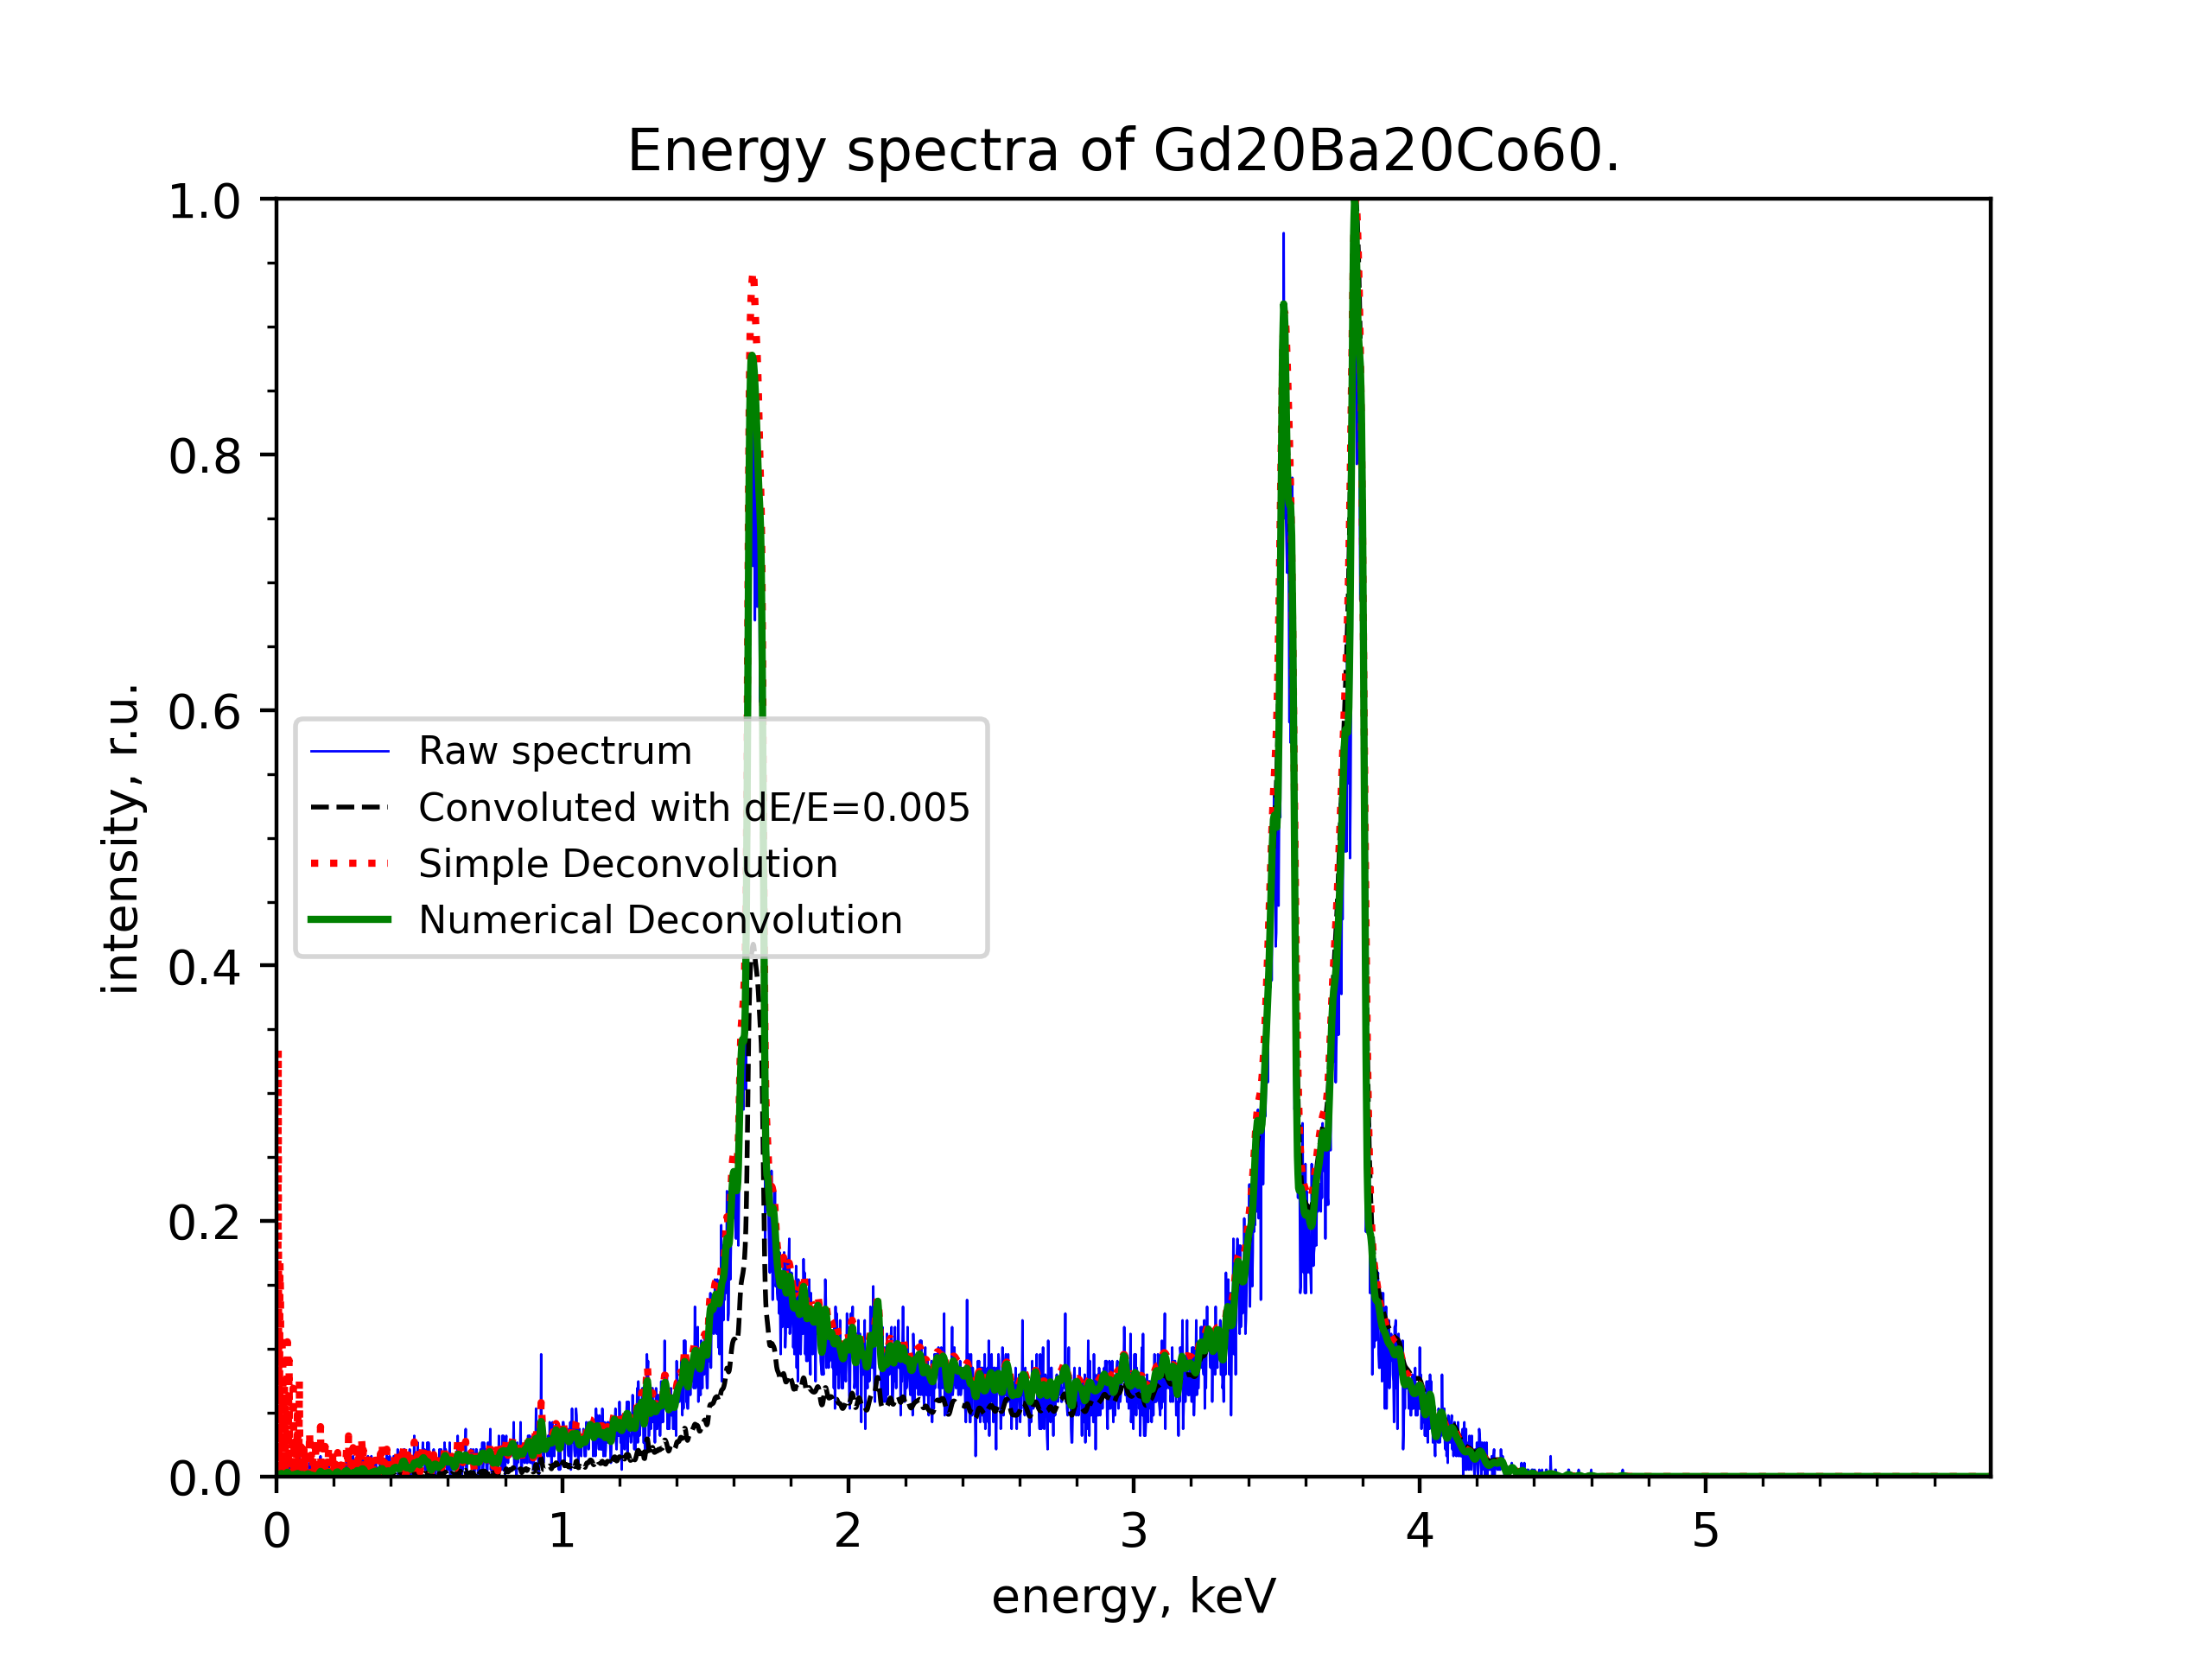 Energy spectra of Gd20Ba20Co60.
1.0
0.8
0.6
0.4
0.2
0.0
intensity, r.u.
Raw spectrum
Convoluted with dE/E=0.005
Simple Deconvolution
Numerical Deconvolution
0 1 2 3 4 5
energy, keV